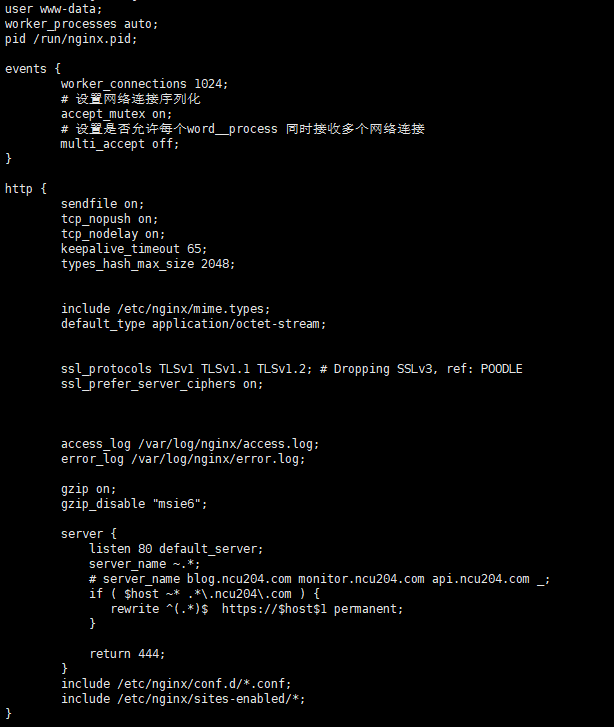 user www-data;
worker_processes auto;
pid /run/nginx.pid;
events {
worker_connections 1024;
# 设置网络连接序列化
accept_mutex on;
# 设置是否允许每个word__process 同时接收多个网络连接
multi_accept off;
}
http {
sendfile on;
tcp_nopush on;
tcp_nodelay on;
keepalive_timeout 65;
types_hash_max_size 2048;
include /etc/nginx/mime.types;
default_type application/octet-stream;
ssl_protocols TLSv1 TLSv1.1 TLSv1.2; # Dropping SSLv3, ref: POODLE
ssl_prefer_server_ciphers on;
access_log /var/log/nginx/access.log;
error_log /var/log/nginx/error.log;
gzip on;
gzip_disable "msie6";
server {
listen 80 default_server;
server_name ~.*;
# server_name blog.ncu204.com monitor.ncu204.com api.ncu204.com _;
if ( $host ~* .*\.ncu204\.com ) {
rewrite ^(.*)$  https://$host$1 permanent;
}
return 444;
}
include /etc/nginx/conf.d/*.conf;
include /etc/nginx/sites-enabled/*;
}